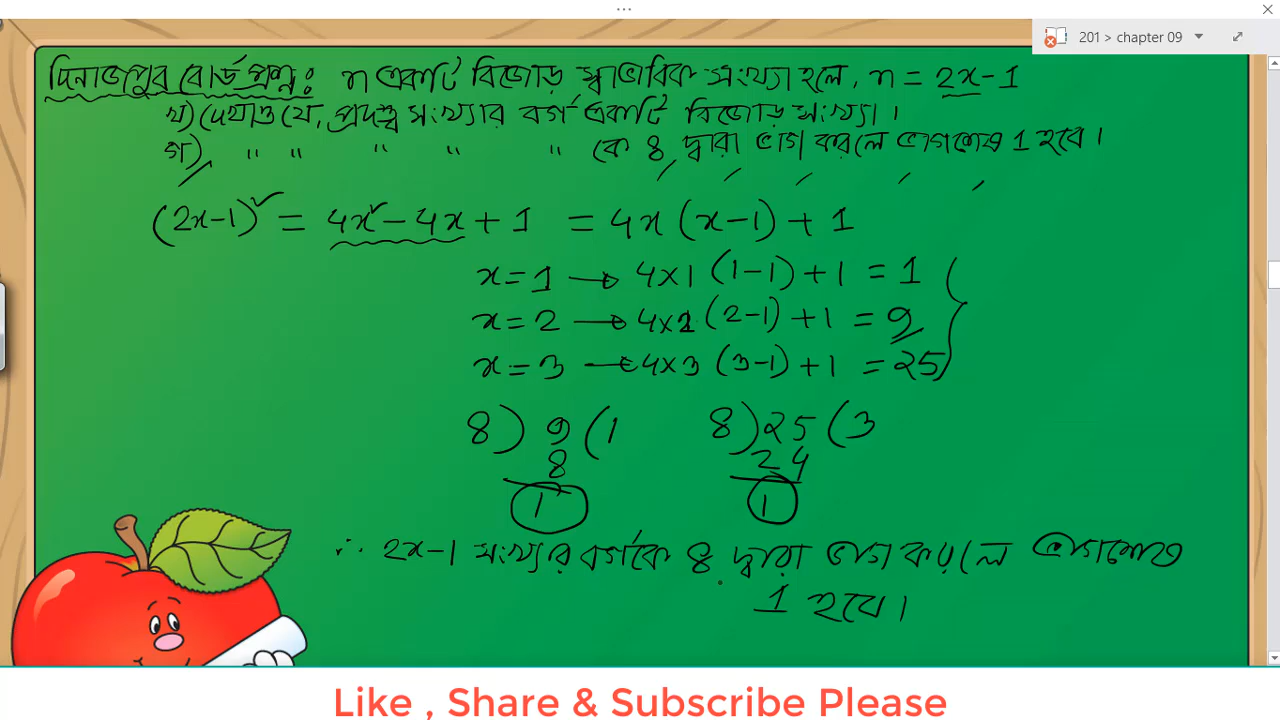 201 > chapter 09
দিনাজপুর বোর্ড প্রশ্ন: n একটি বিজোড় স্বাভাবিক সংখ্যা হলে, n = 2x-1
খ) দেখাও যে, প্রদত্ত সংখ্যার বর্গ একটি বিজোড় সংখ্যা।
গ) " " " " " কে 8 দ্বারা ভাগ করলে ভাগশেষ 1 হবে।
(2x-1)² = 4x² - 4x + 1 = 4x (x-1) + 1
x = 1 → 4×1 (1-1) + 1 = 1
x = 2 → 4×2 (2-1) + 1 = 9
x = 3 → 4×3 (3-1) + 1 = 25
8) 9 (1 8) 25 (3
8 24
1 1
∴ 2x-1 সংখ্যার বর্গকে 8 দ্বারা ভাগ করলে
1 হবে।
Like , Share & Subscribe Please